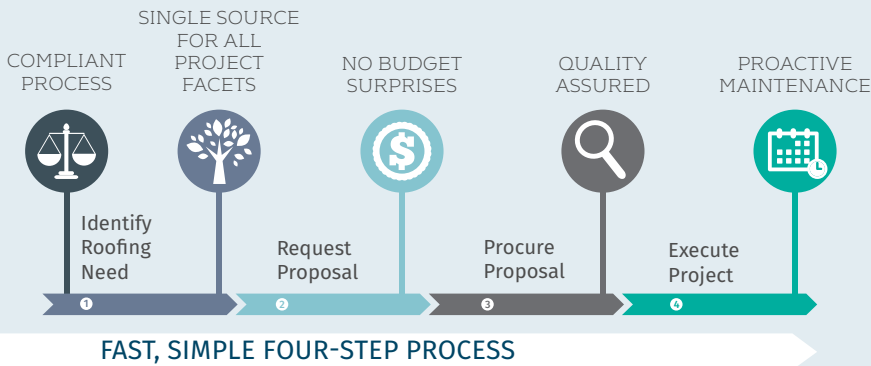 COMPLIANT
PROCESS
SINGLE SOURCE
FOR ALL
PROJECT
FACETS
NO BUDGET
SURPRISES
QUALITY
ASSURED
PROACTIVE
MAINTENANCE
$
Identify
Roofing
Need
Request
Proposal
Procure
Proposal
Execute
Project
1
2
3
4
FAST, SIMPLE FOUR-STEP PROCESS